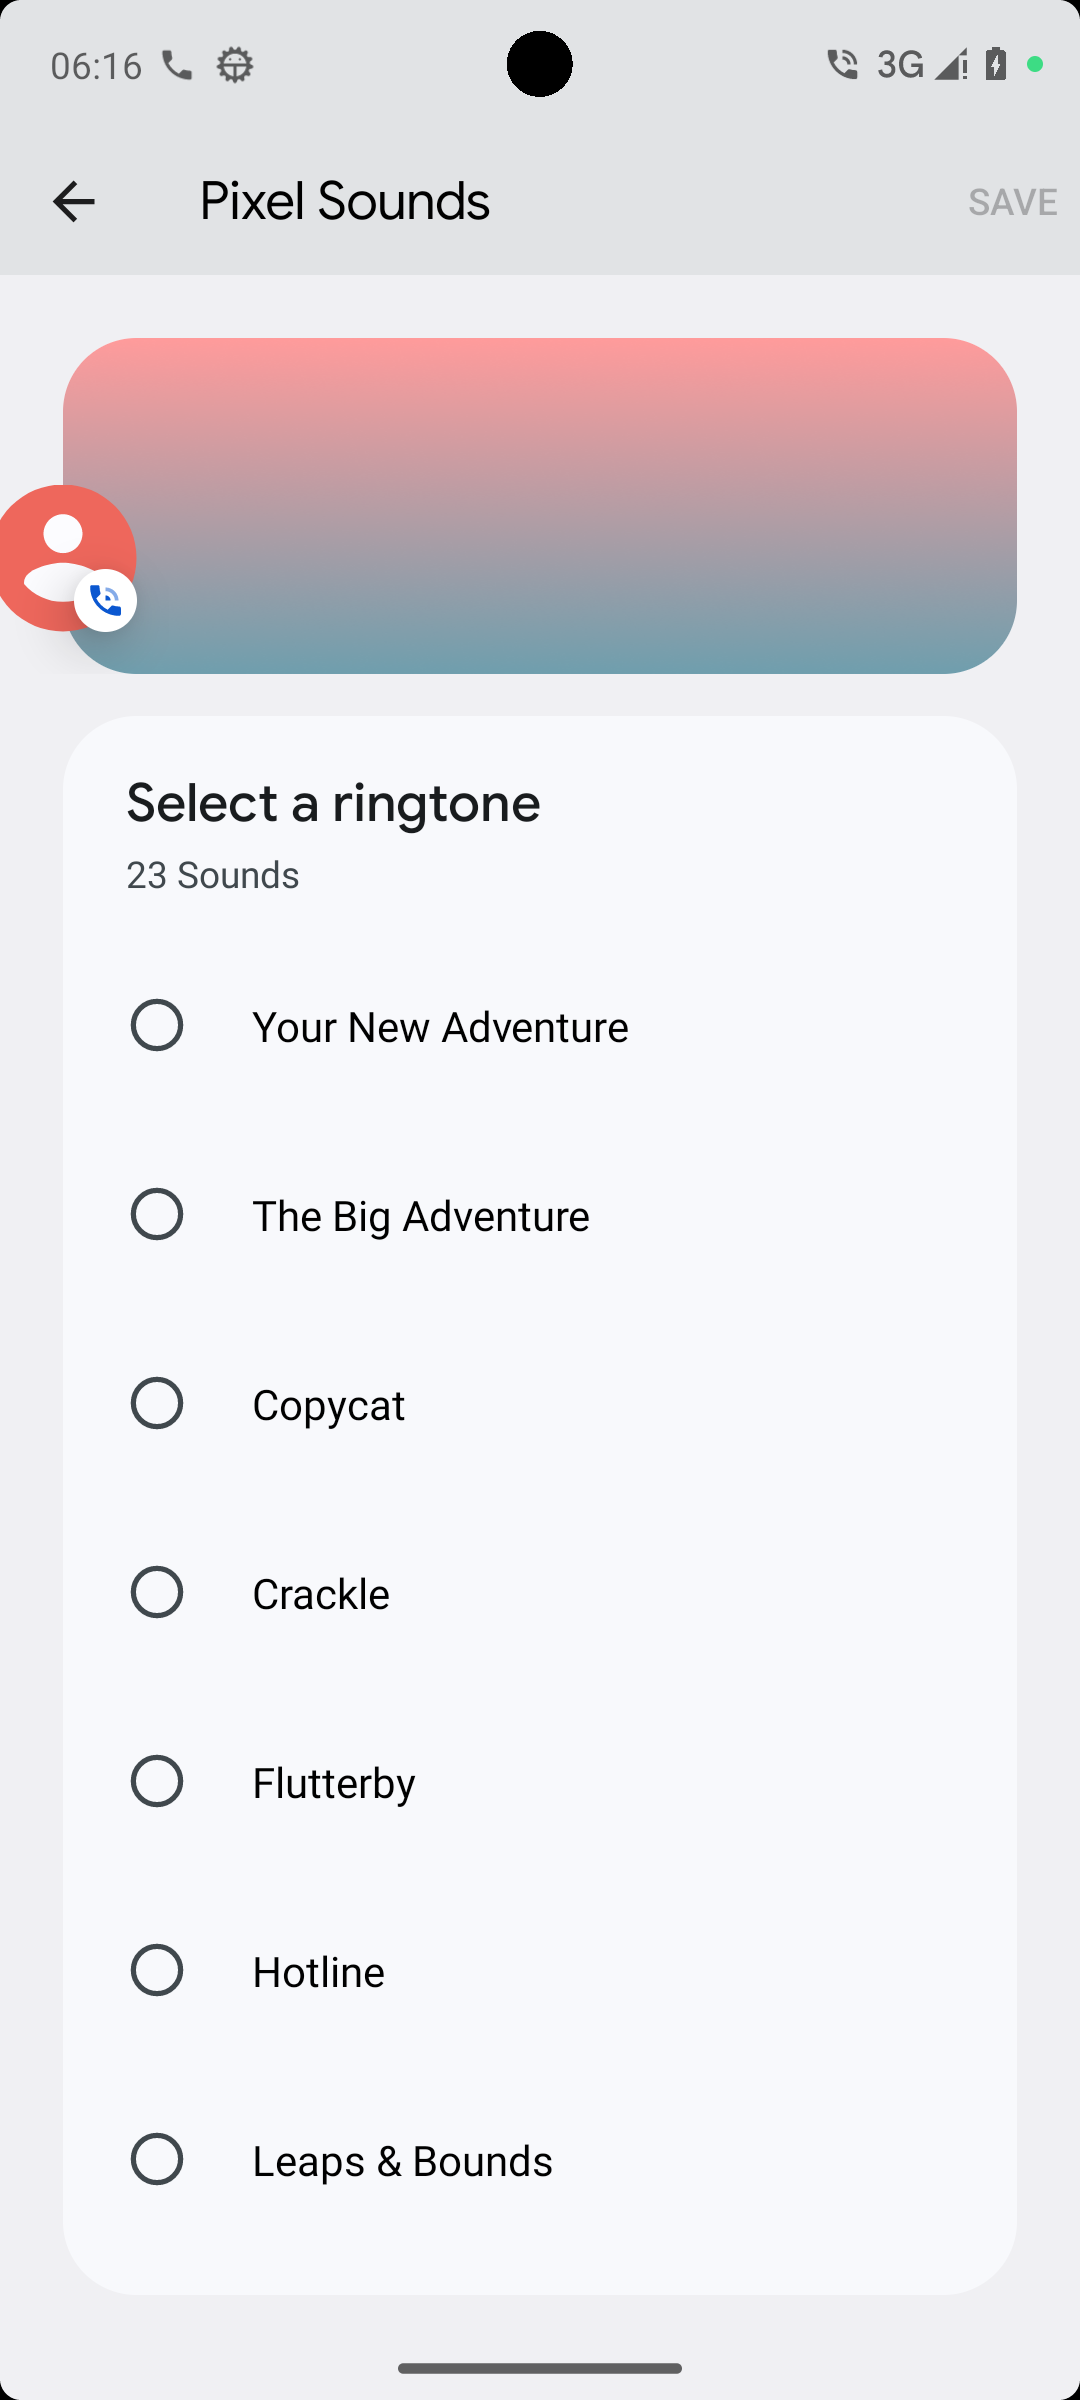 06:16
3G
Pixel Sounds
SAVE
Select a ringtone
23 Sounds
Your New Adventure
The Big Adventure
Copycat
Crackle
Flutterby
Hotline
Leaps & Bounds